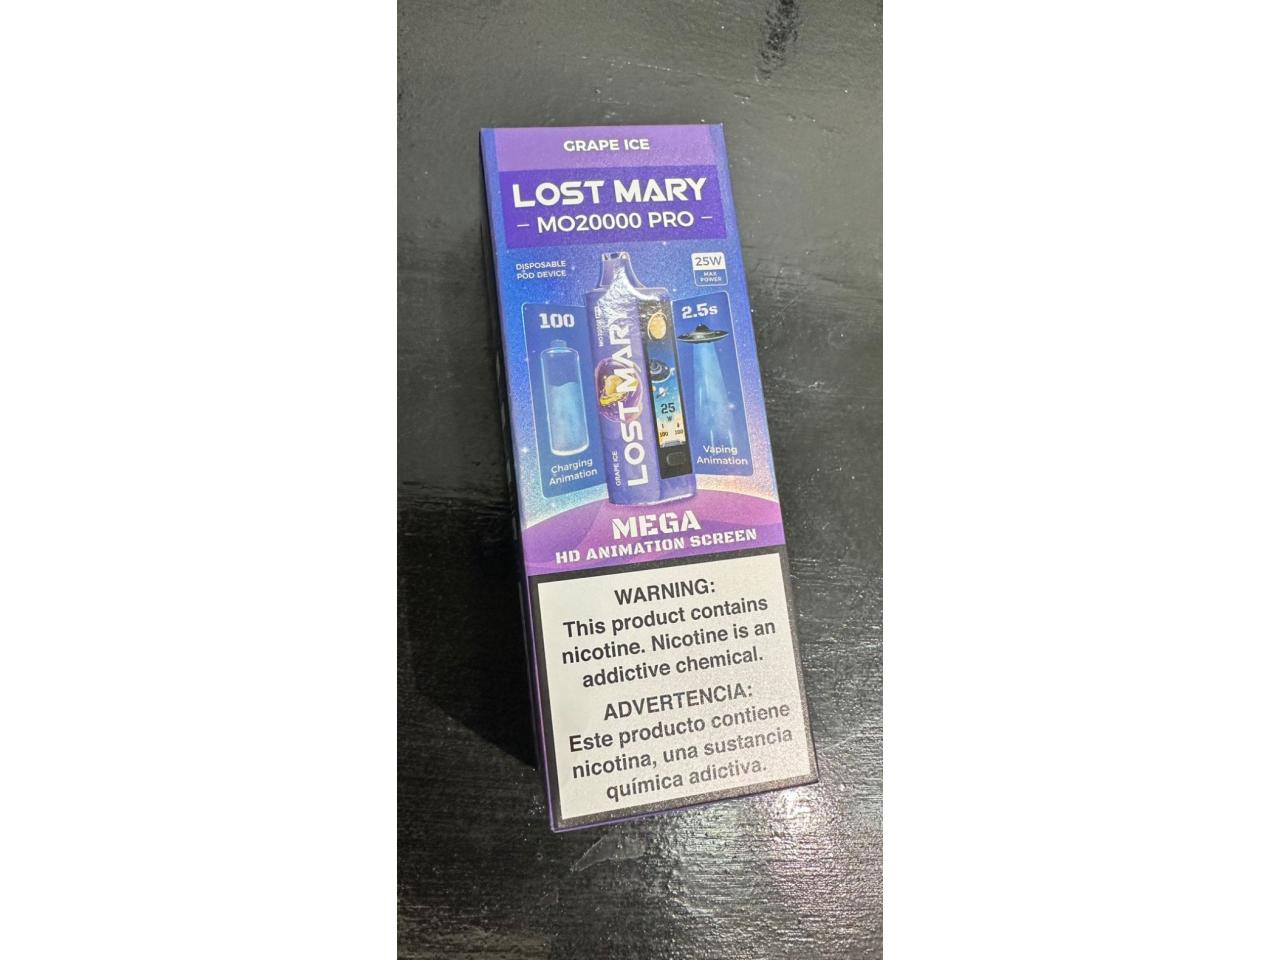 GRAPE ICE
LOST MARY
– MO20000 PRO –
DISPOSABLE
POD DEVICE
25W
MAX
POWER
100
Charging
Animation
LOST MARY
GRAPE ICE
25
W
100 100
2.5s
Vaping
Animation
MEGA
HD ANIMATION SCREEN
WARNING:
This product contains
nicotine. Nicotine is an
addictive chemical.
ADVERTENCIA:
Este producto contiene
nicotina, una sustancia
química adictiva.